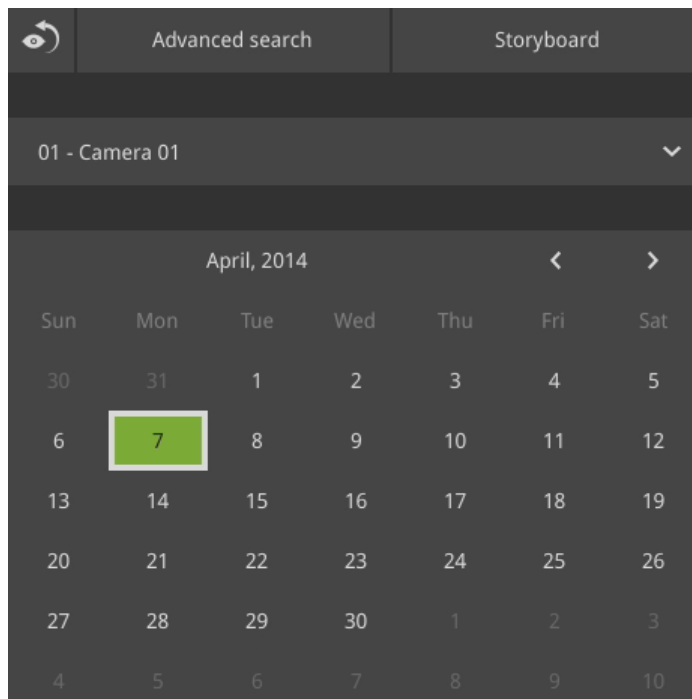 Advanced search Storyboard
01 - Camera 01
April, 2014
Sun Mon Tue Wed Thu Fri Sat
30 31 1 2 3 4 5
6 7 8 9 10 11 12
13 14 15 16 17 18 19
20 21 22 23 24 25 26
27 28 29 30 1 2 3
4 5 6 7 8 9 10